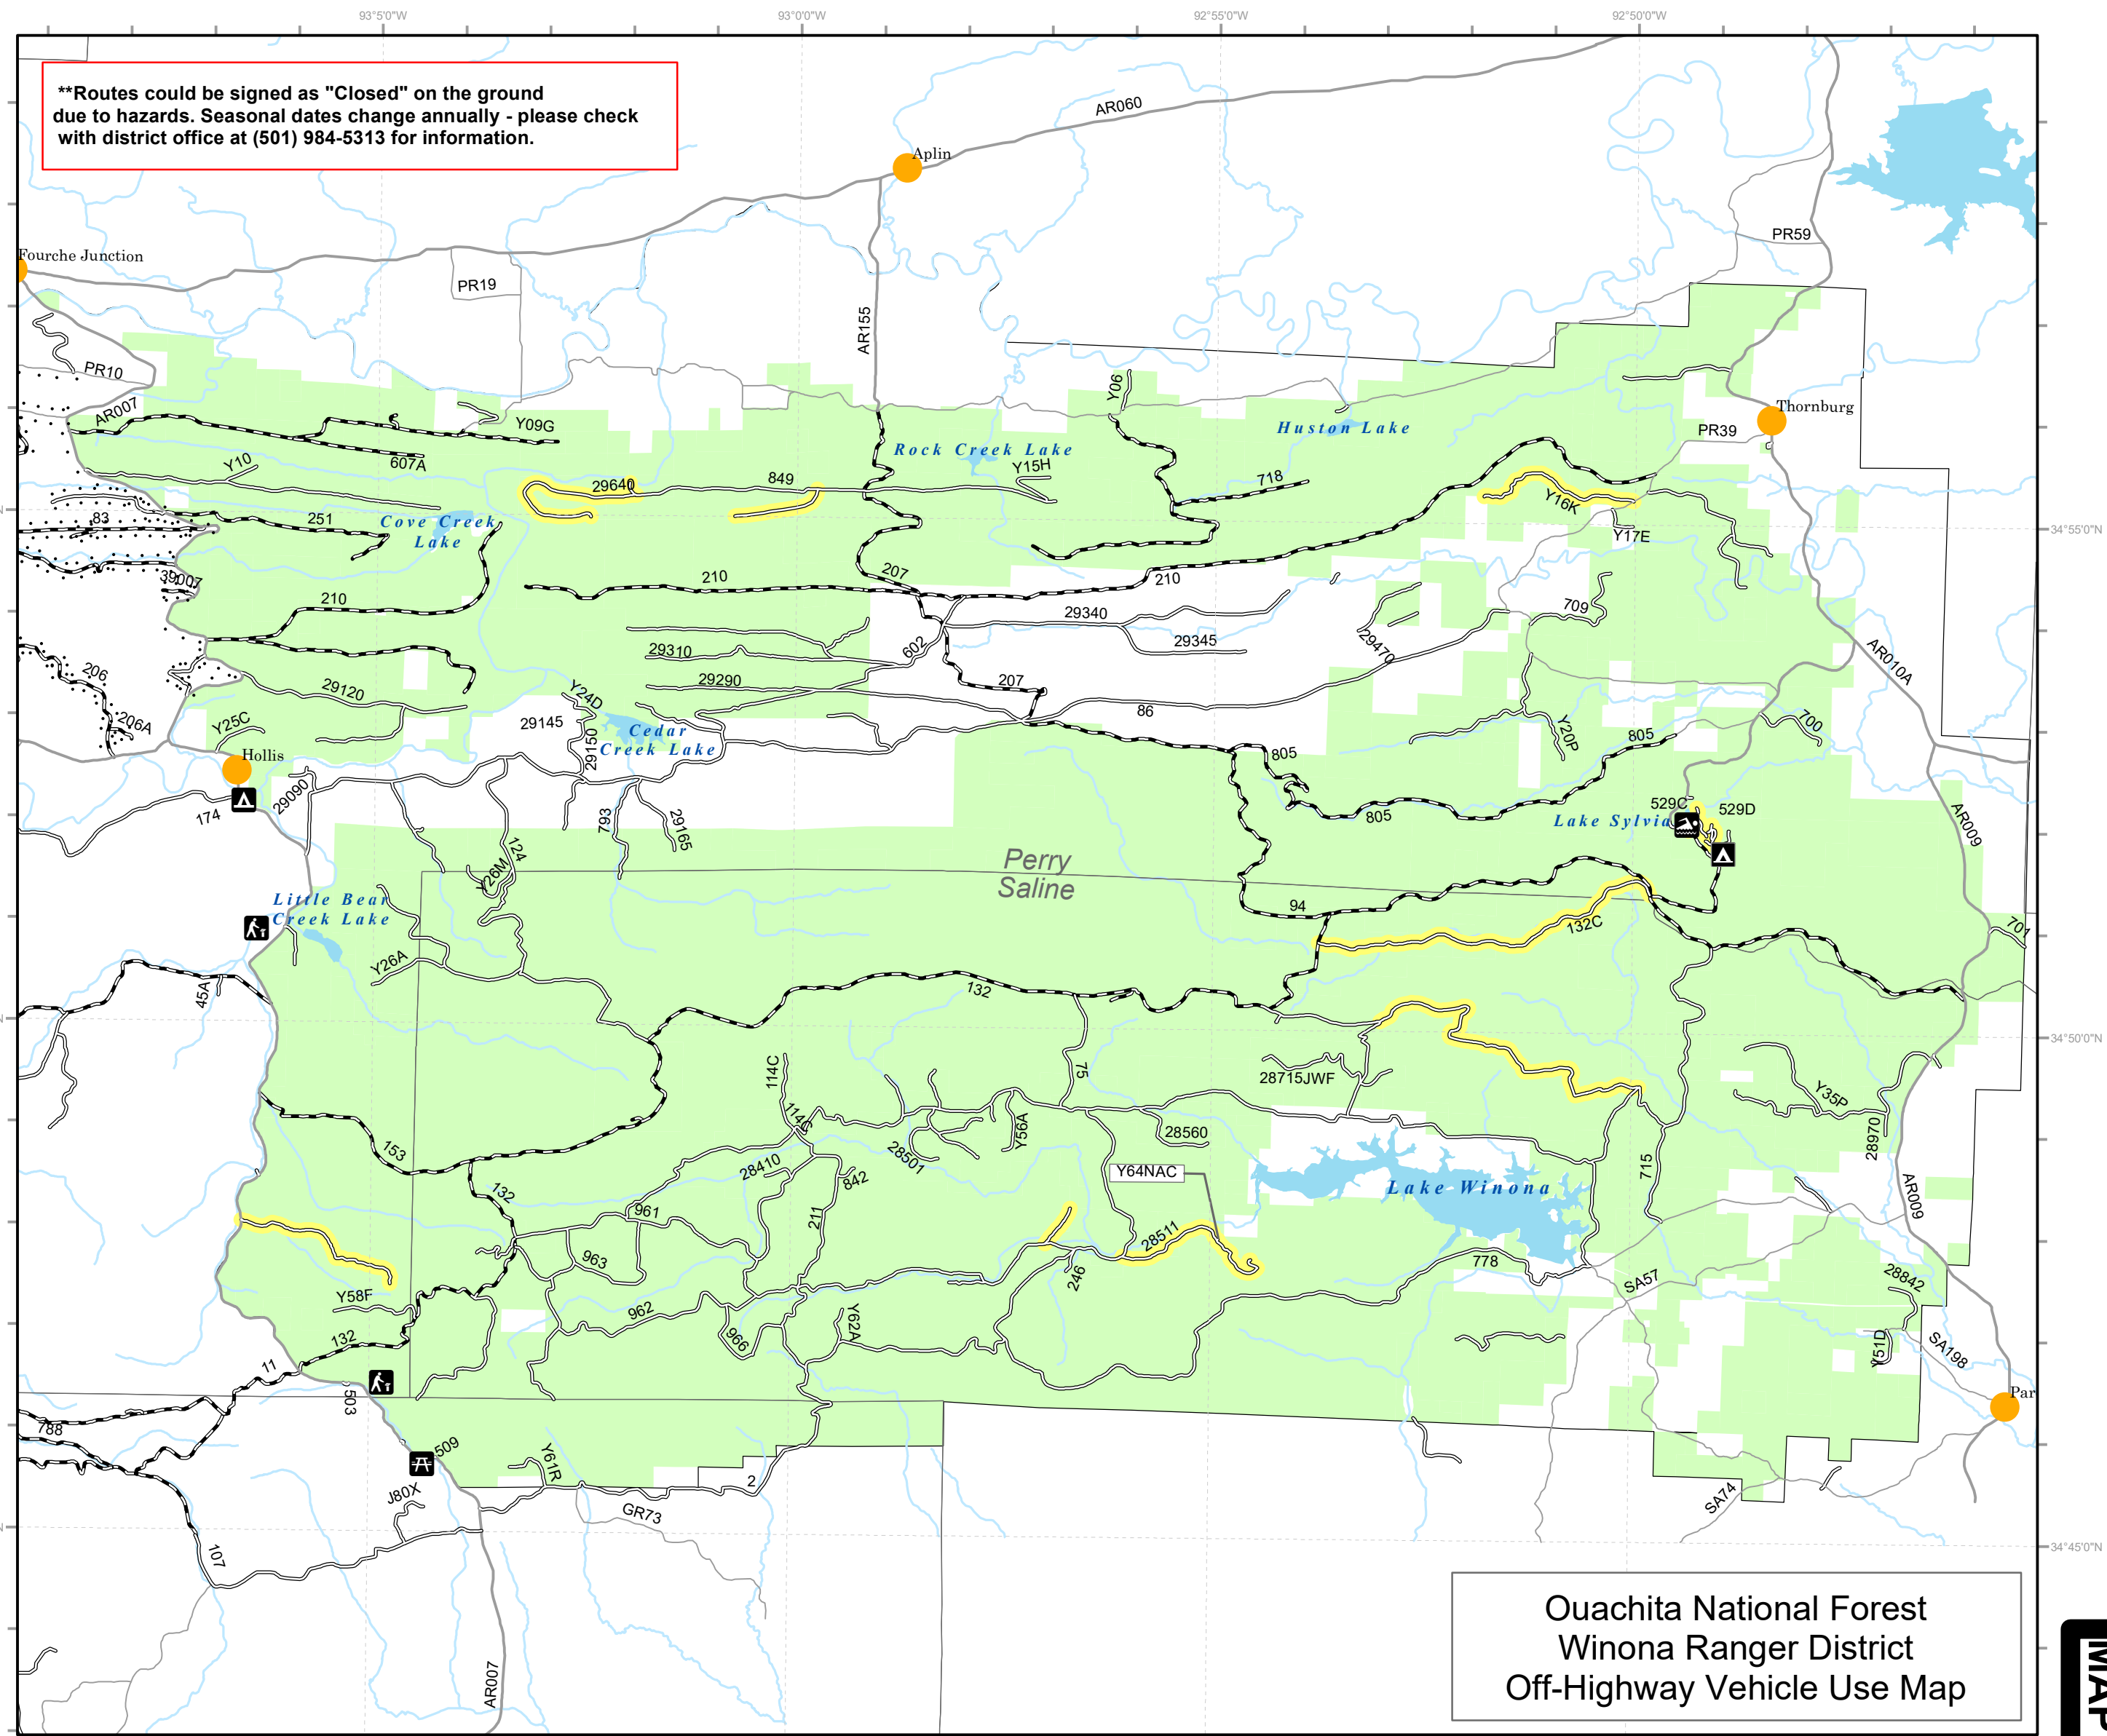 93°5'0"W
93°0'0"W
92°55'0"W
92°50'0"W
**Routes could be signed as "Closed" on the ground
due to hazards. Seasonal dates change annually - please check
with district office at (501) 984-5313 for information.
AR060
Aplin
PR59
Fourche Junction
PR19
AR155
PR10
Y06
AR007
Thornburg
Huston Lake
PR39
Y09G
Rock Creek Lake
607A
Y10
Y15H
849
718
29640
Y16K
83
251
Cove Creek
Lake
34°55'0"N
Y17E
39007
207
210
210
210
709
29340
29345
602
29310
29470
AR010A
206
29120
29290
207
Y24D
86
206A
Y25C
29145
700
Y20P
Cedar
Creek Lake
805
29150
805
Hollis
29090
529C
529D
174
793
29165
805
Lake Sylvia
AR009
124
Perry
Saline
Y26M
Little Bear
Creek Lake
94
132C
701
Y26A
45A
132
34°50'0"N
114C
75
28715JWF
Y35P
114C
Y56A
28560
28970
153
28501
28410
Y64NAC
715
842
132
Lake Winona
AR009
961
211
28511
963
778
246
SA57
28842
Y58F
962
Y62A
966
132
Y51D
SA198
11
503
Par
788
509
Y61R
J80X
2
GR73
SA74
107
34°45'0"N
AR007
Ouachita National Forest
Winona Ranger District
Off-Highway Vehicle Use Map
MAP